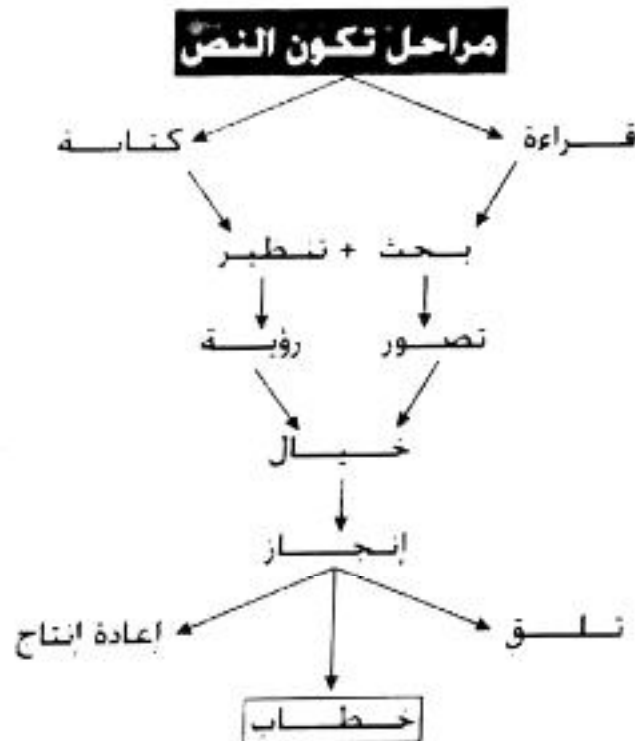 مراحل تكون النص
قراءة كتابة
بحث + تنظير
تصور رؤية
خيال
إنجاز
تلق إعادة إنتاج
خطاب